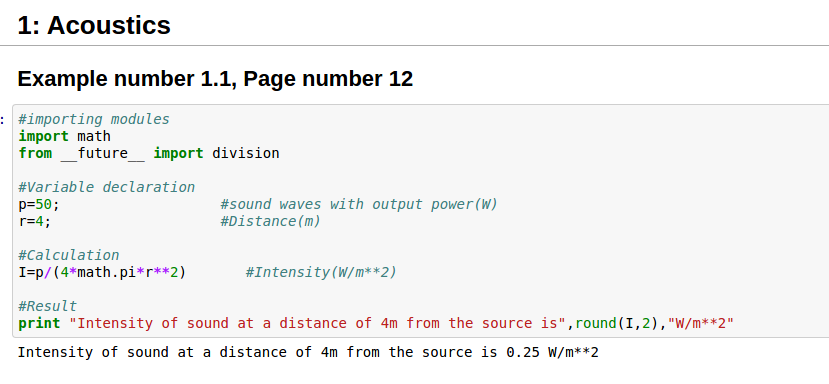 1: Acoustics
Example number 1.1, Page number 12
:
#importing modules
import math
from __future__ import division
#Variable declaration
p=50; #sound waves with output power(W)
r=4; #Distance(m)
#Calculation
I=p/(4*math.pi*r**2) #Intensity(W/m**2)
#Result
print "Intensity of sound at a distance of 4m from the source is",round(I,2),"W/m**2"
Intensity of sound at a distance of 4m from the source is 0.25 W/m**2